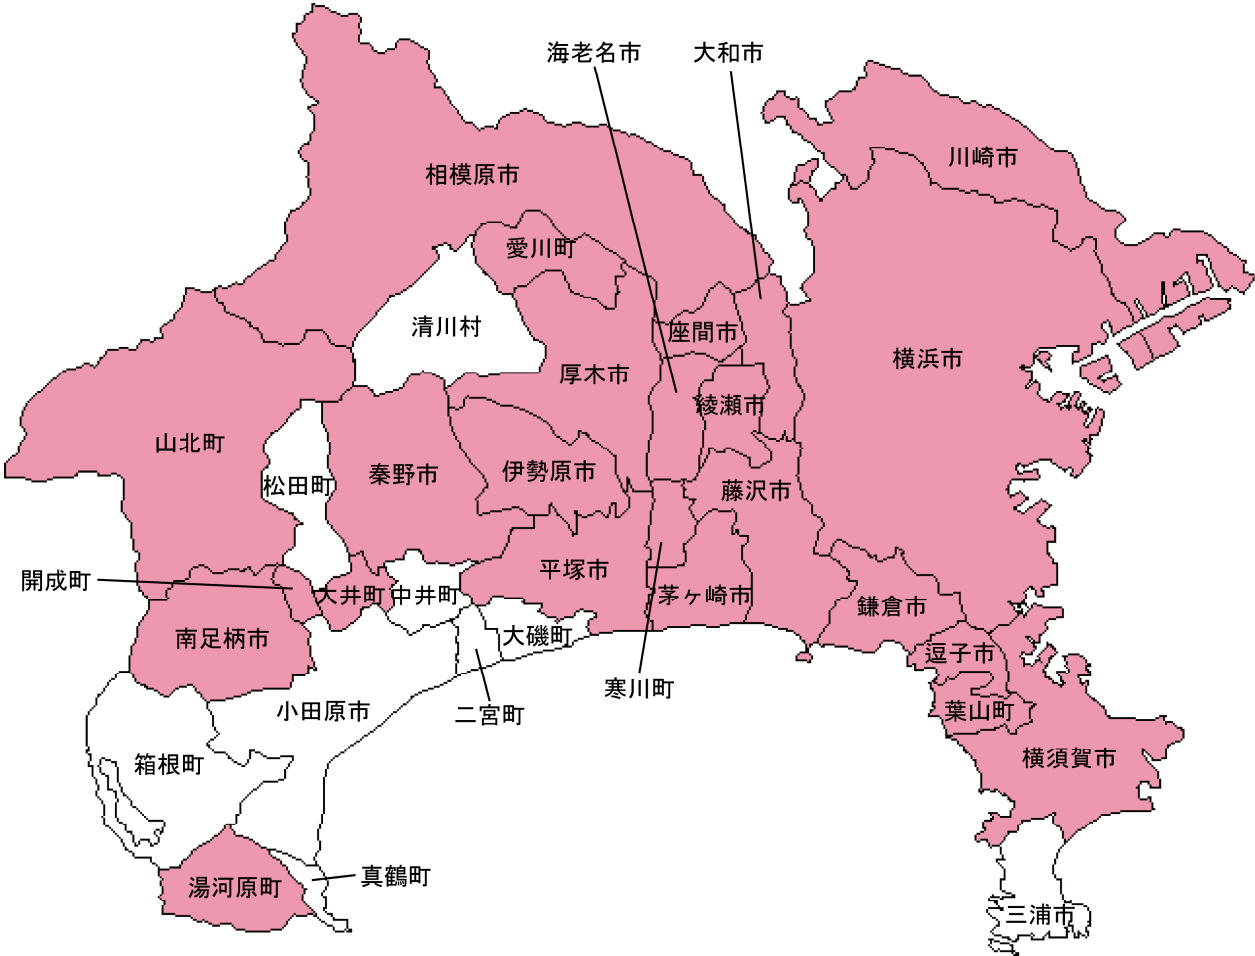 海老名市
大和市
川崎市
相模原市
愛川町
清川村
座間市
横浜市
厚木市
綾瀬市
山北町
秦野市
伊勢原市
松田町
藤沢市
平塚市
開成町
大井町
中井町
茅ヶ崎市
鎌倉市
南足柄市
大磯町
逗子市
寒川町
小田原市
二宮町
葉山町
箱根町
横須賀市
真鶴町
湯河原町
三浦市